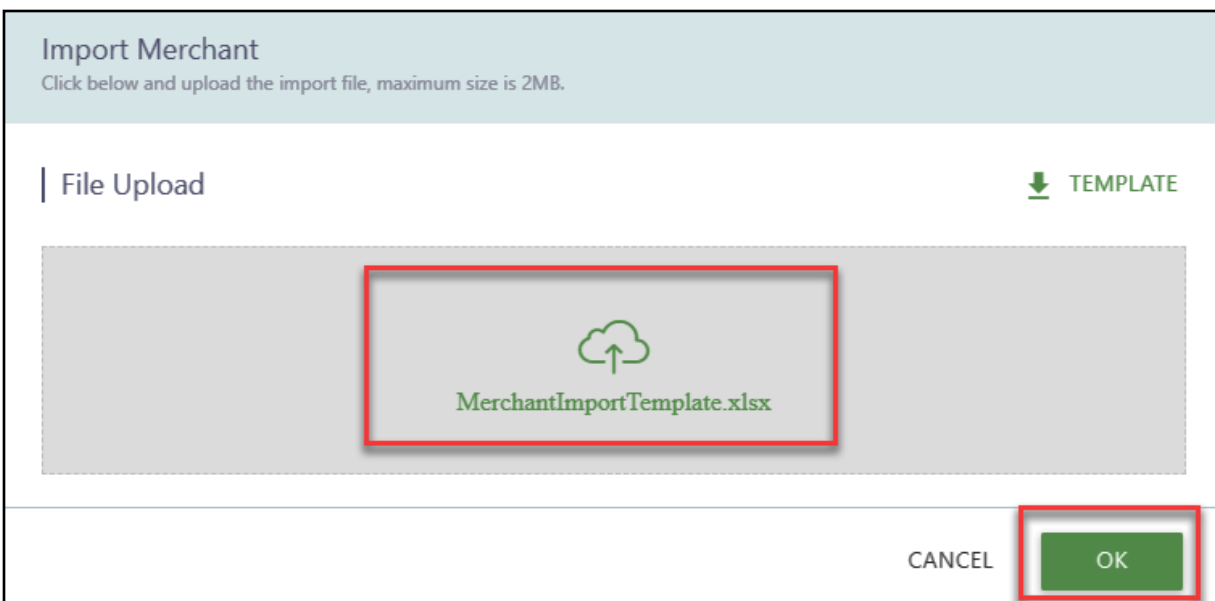 Import Merchant
Click below and upload the import file, maximum size is 2MB.
File Upload
TEMPLATE
MerchantImportTemplate.xlsx
CANCEL
OK